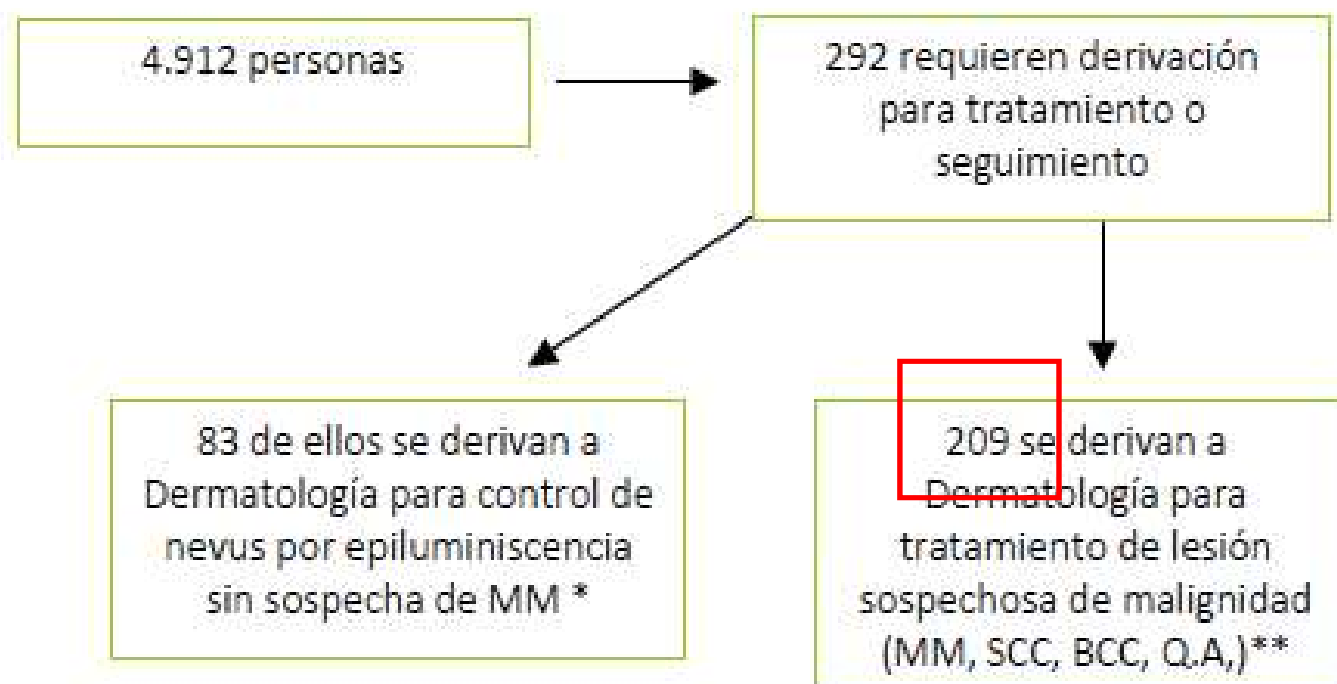 4.912 personas
292 requieren derivación
para tratamiento o
seguimiento
83 de ellos se derivan a
Dermatología para control de
nevus por epiluminiscencia
sin sospecha de MM *
209 se derivan a
Dermatología para
tratamiento de lesión
sospechosa de malignidad
(MM, SCC, BCC, Q.A,)**